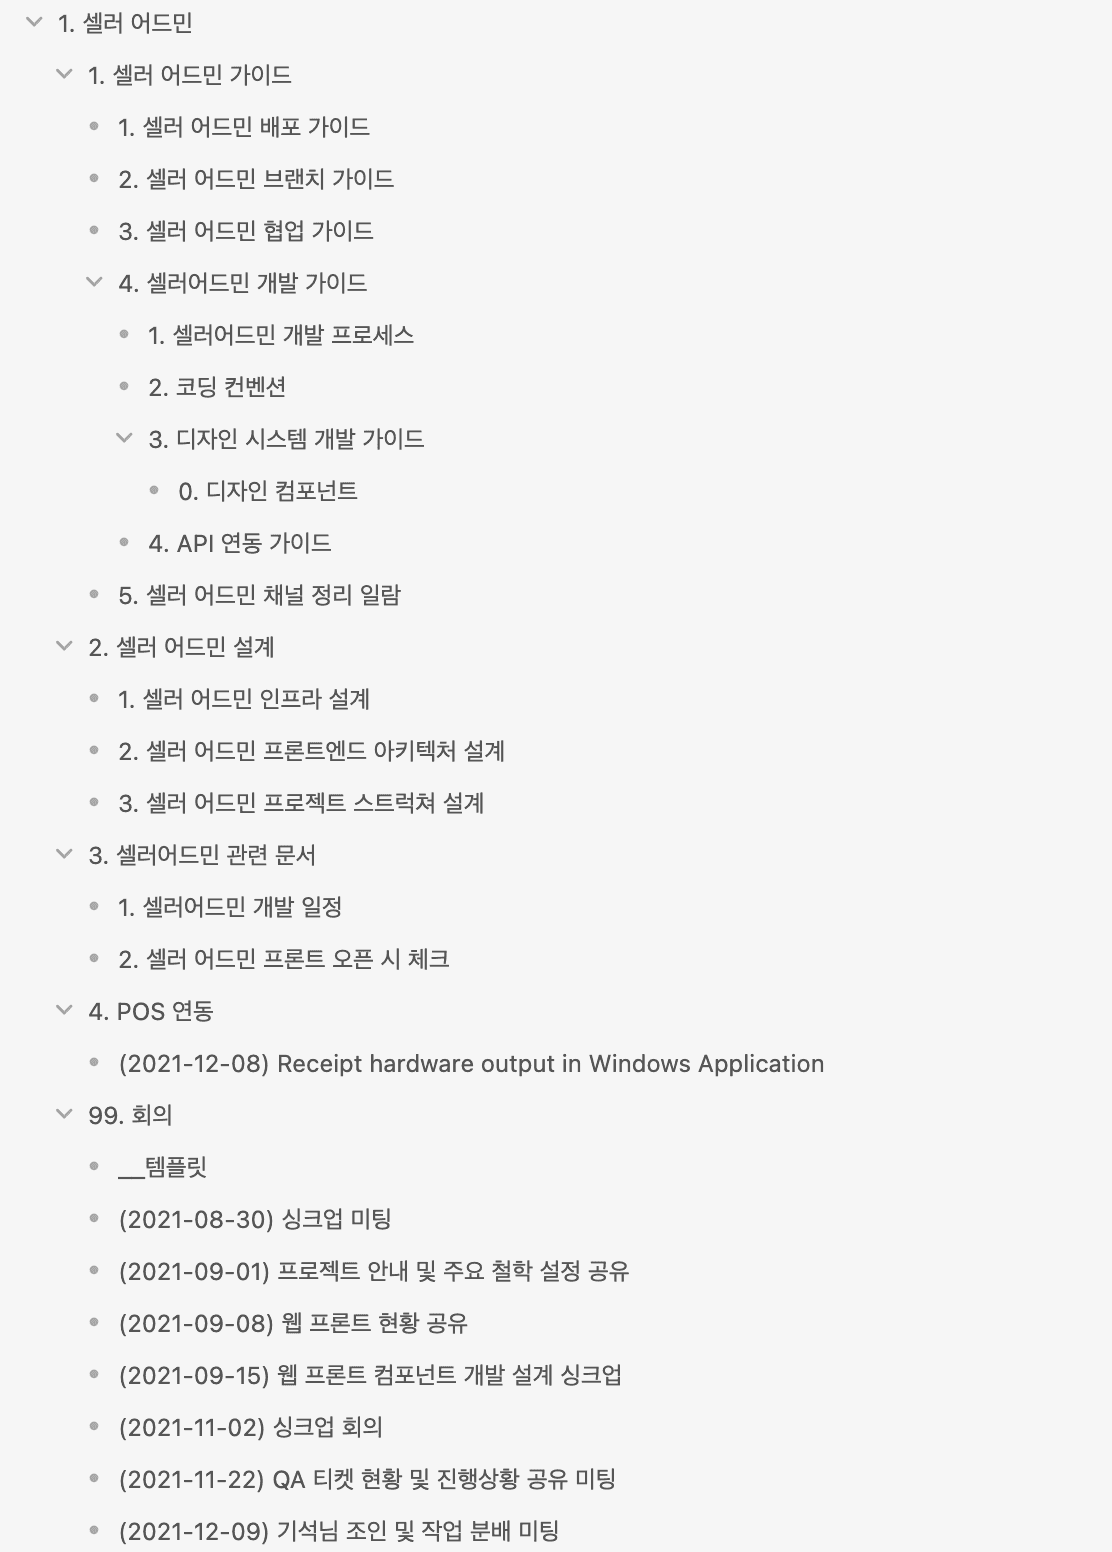 1. 셀러 어드민
1. 셀러 어드민 가이드
1. 셀러 어드민 배포 가이드
2. 셀러 어드민 브랜치 가이드
3. 셀러 어드민 협업 가이드
4. 셀러어드민 개발 가이드
1. 셀러어드민 개발 프로세스
2. 코딩 컨벤션
3. 디자인 시스템 개발 가이드
0. 디자인 컴포넌트
4. API 연동 가이드
5. 셀러 어드민 채널 정리 일람
2. 셀러 어드민 설계
1. 셀러 어드민 인프라 설계
2. 셀러 어드민 프론트엔드 아키텍처 설계
3. 셀러 어드민 프로젝트 스트럭쳐 설계
3. 셀러어드민 관련 문서
1. 셀러어드민 개발 일정
2. 셀러 어드민 프론트 오픈 시 체크
4. POS 연동
(2021-12-08) Receipt hardware output in Windows Application
99. 회의
__템플릿
(2021-08-30) 싱크업 미팅
(2021-09-01) 프로젝트 안내 및 주요 철학 설정 공유
(2021-09-08) 웹 프론트 현황 공유
(2021-09-15) 웹 프론트 컴포넌트 개발 설계 싱크업
(2021-11-02) 싱크업 회의
(2021-11-22) QA 티켓 현황 및 진행상황 공유 미팅
(2021-12-09) 기석님 조인 및 작업 분배 미팅